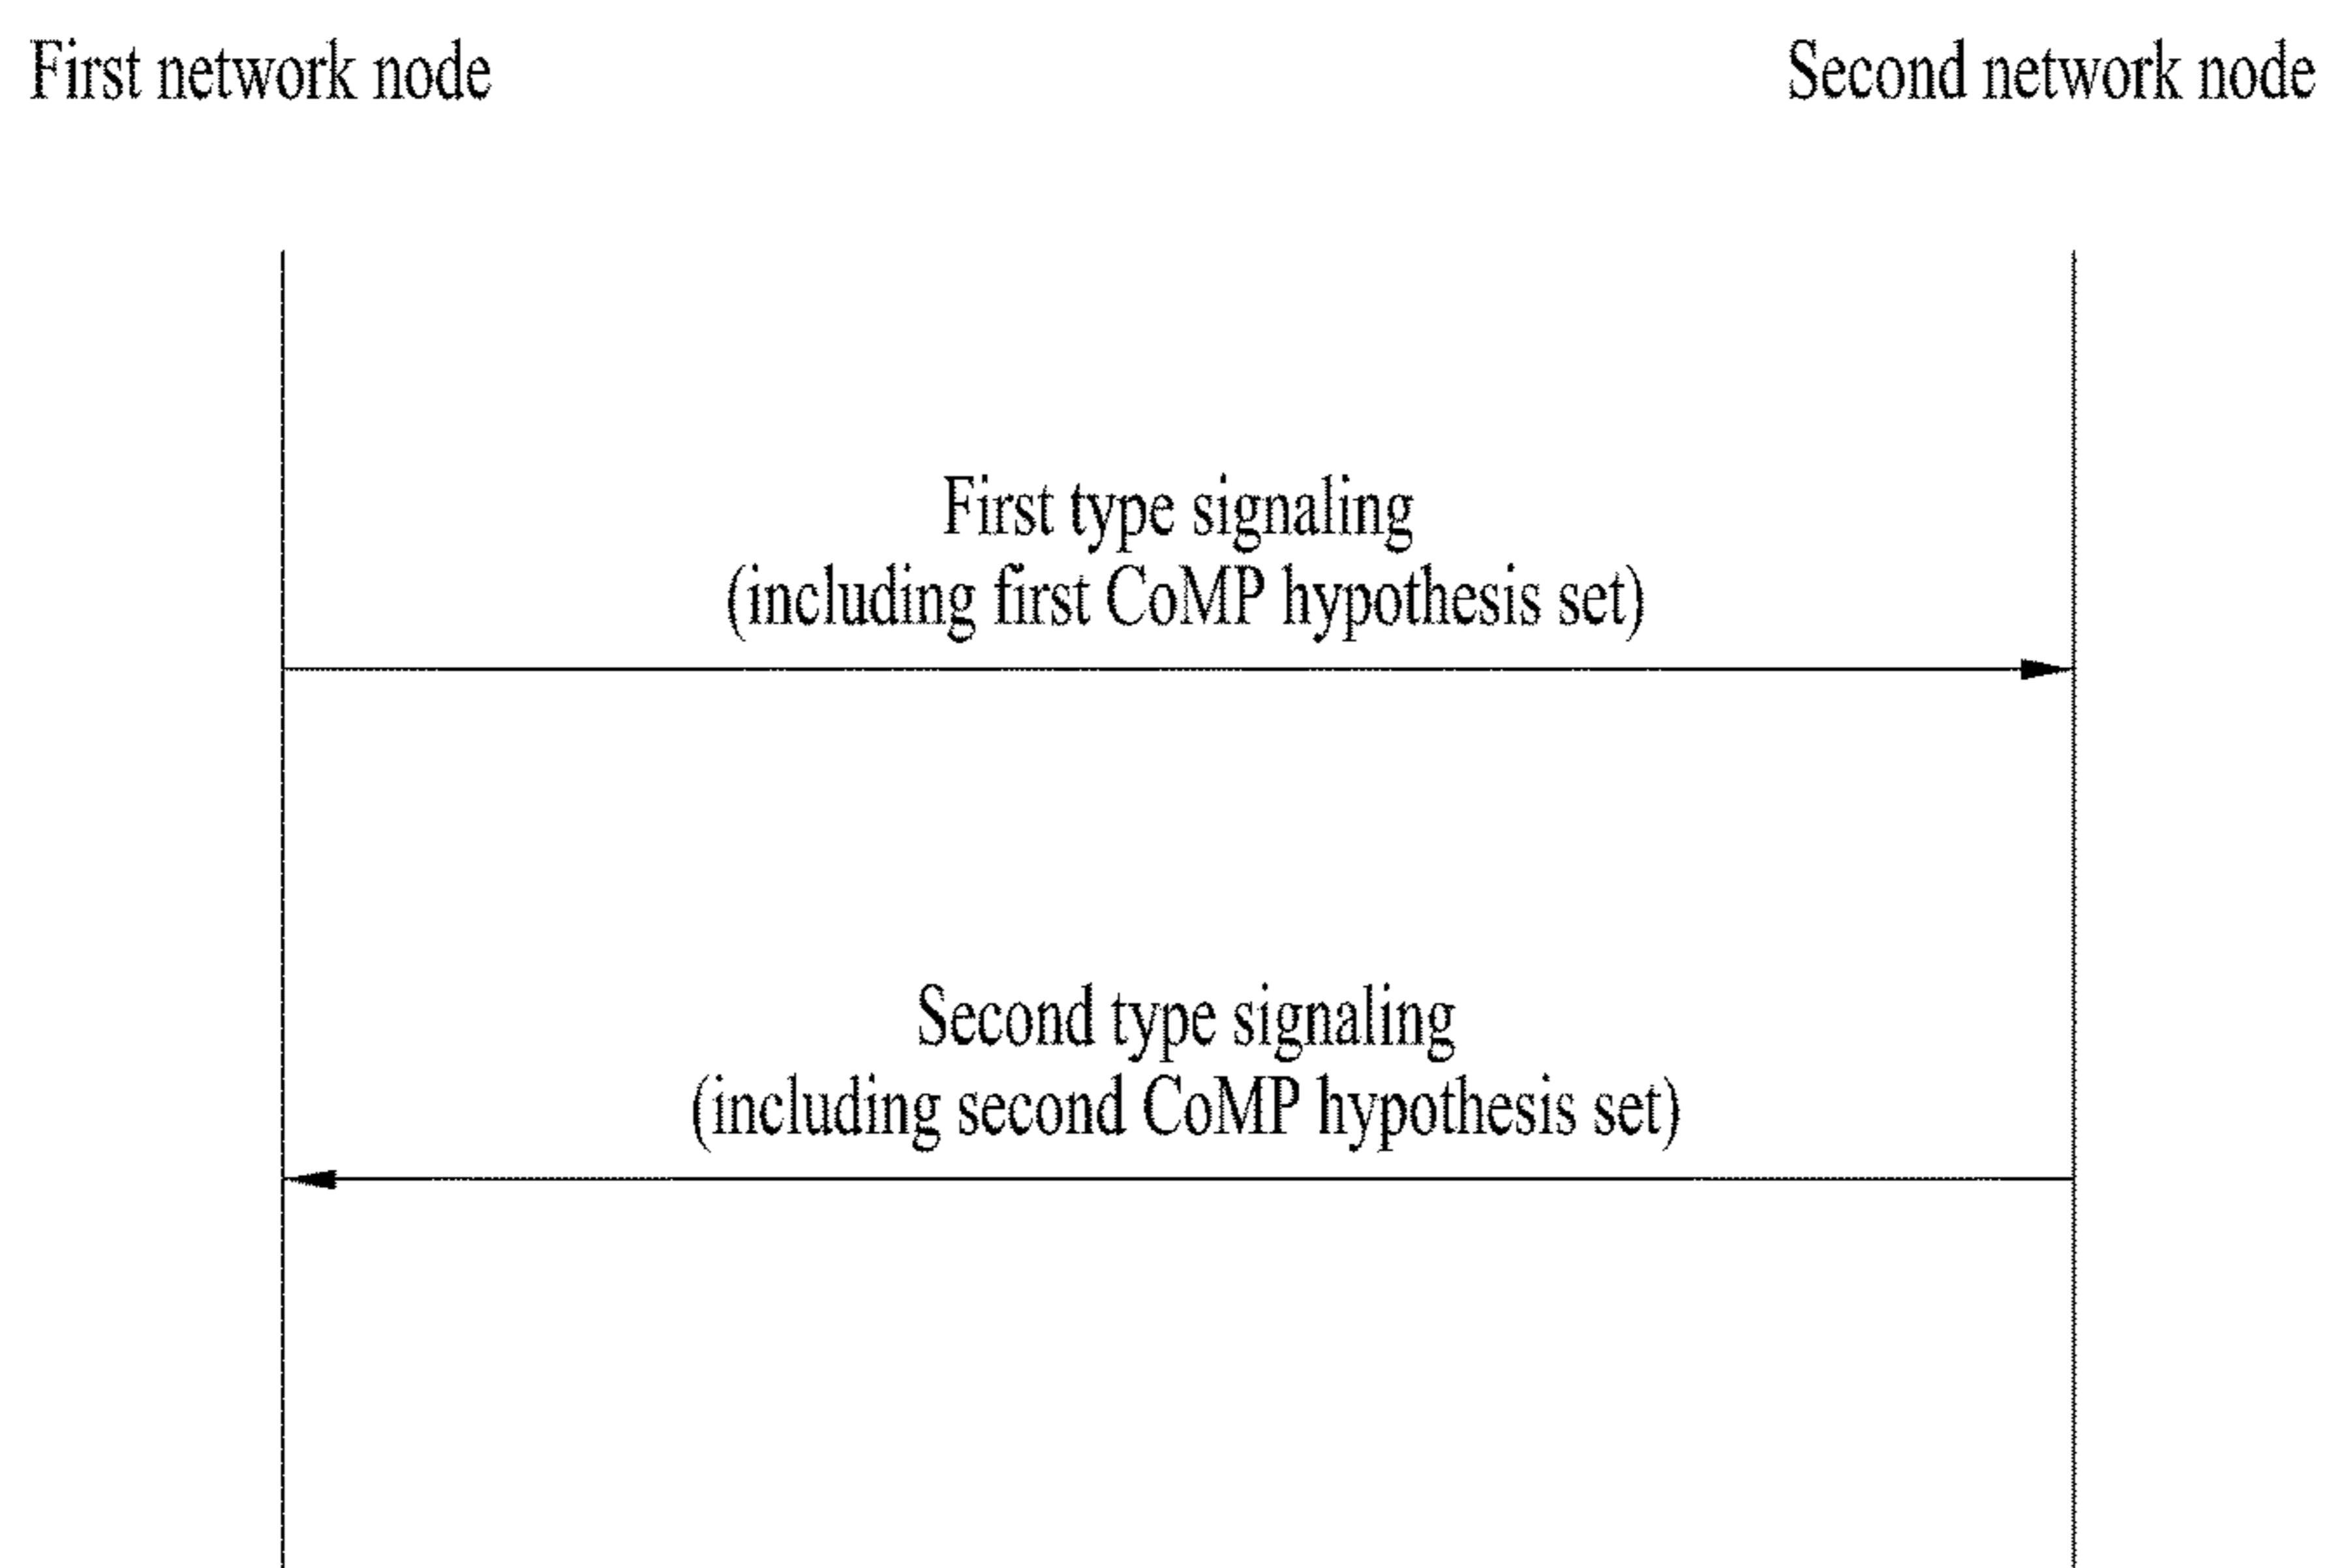 First network node
Second network node
First type signaling
(including first CoMP hypothesis set)
Second type signaling
(including second CoMP hypothesis set)